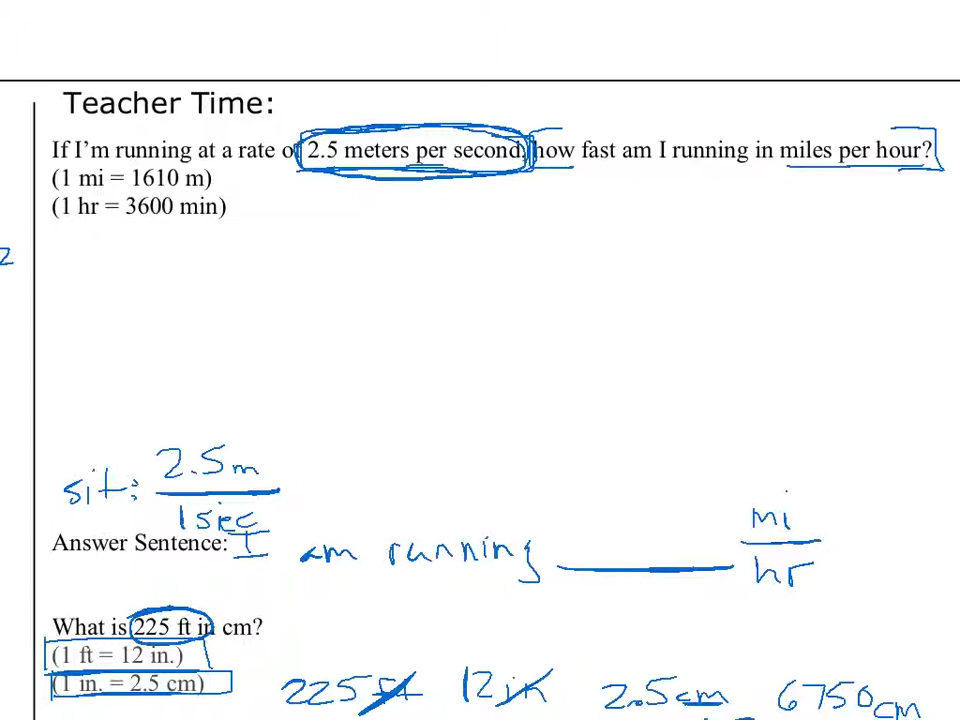 Teacher Time:
If I'm running at a rate of 2.5 meters per second, how fast am I running in miles per hour?
(1 mi = 1610 m)
(1 hr = 3600 min)
2
sit: 2.5m
1 sec
mi
Answer Sentence: I am running
hr
What is 225 ft in cm?
(1 ft = 12 in.)
(1 in. = 2.5 cm)
225 ft 12 in 2.5 cm 6750 cm